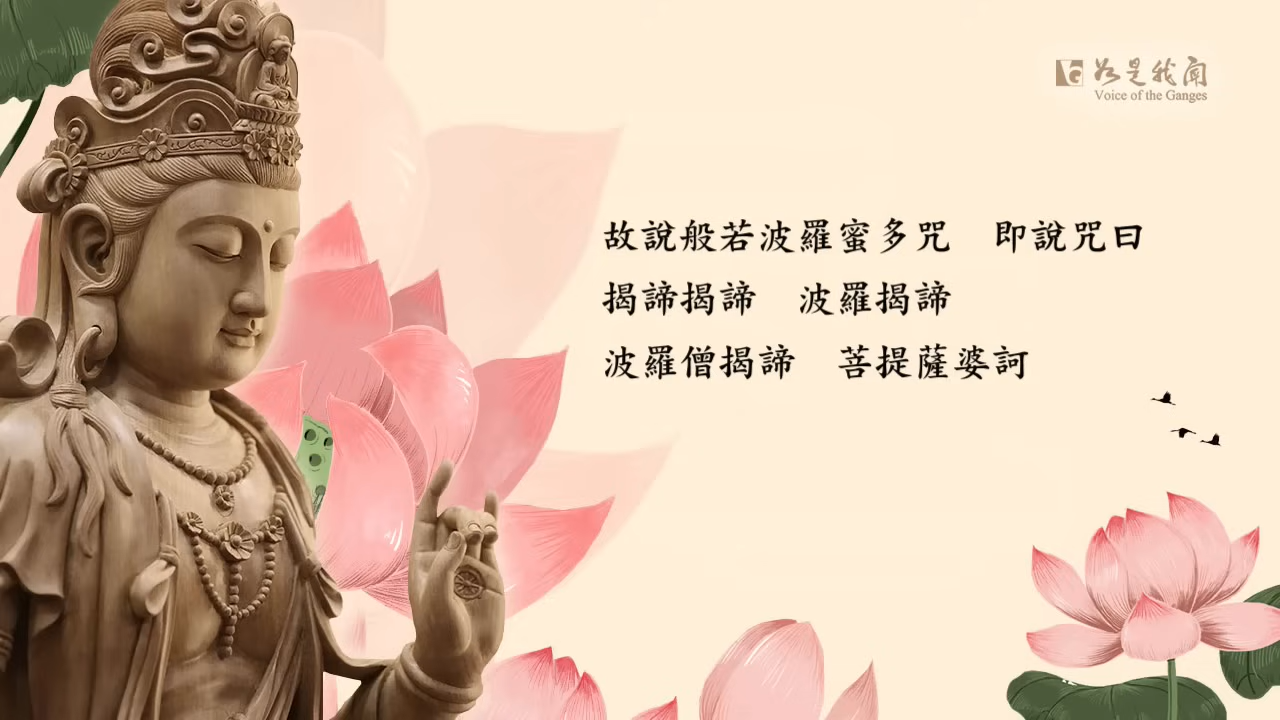 如是我聞
Voice of the Ganges
故說般若波羅蜜多咒　即說咒曰
揭諦揭諦　波羅揭諦
波羅僧揭諦　菩提薩婆訶